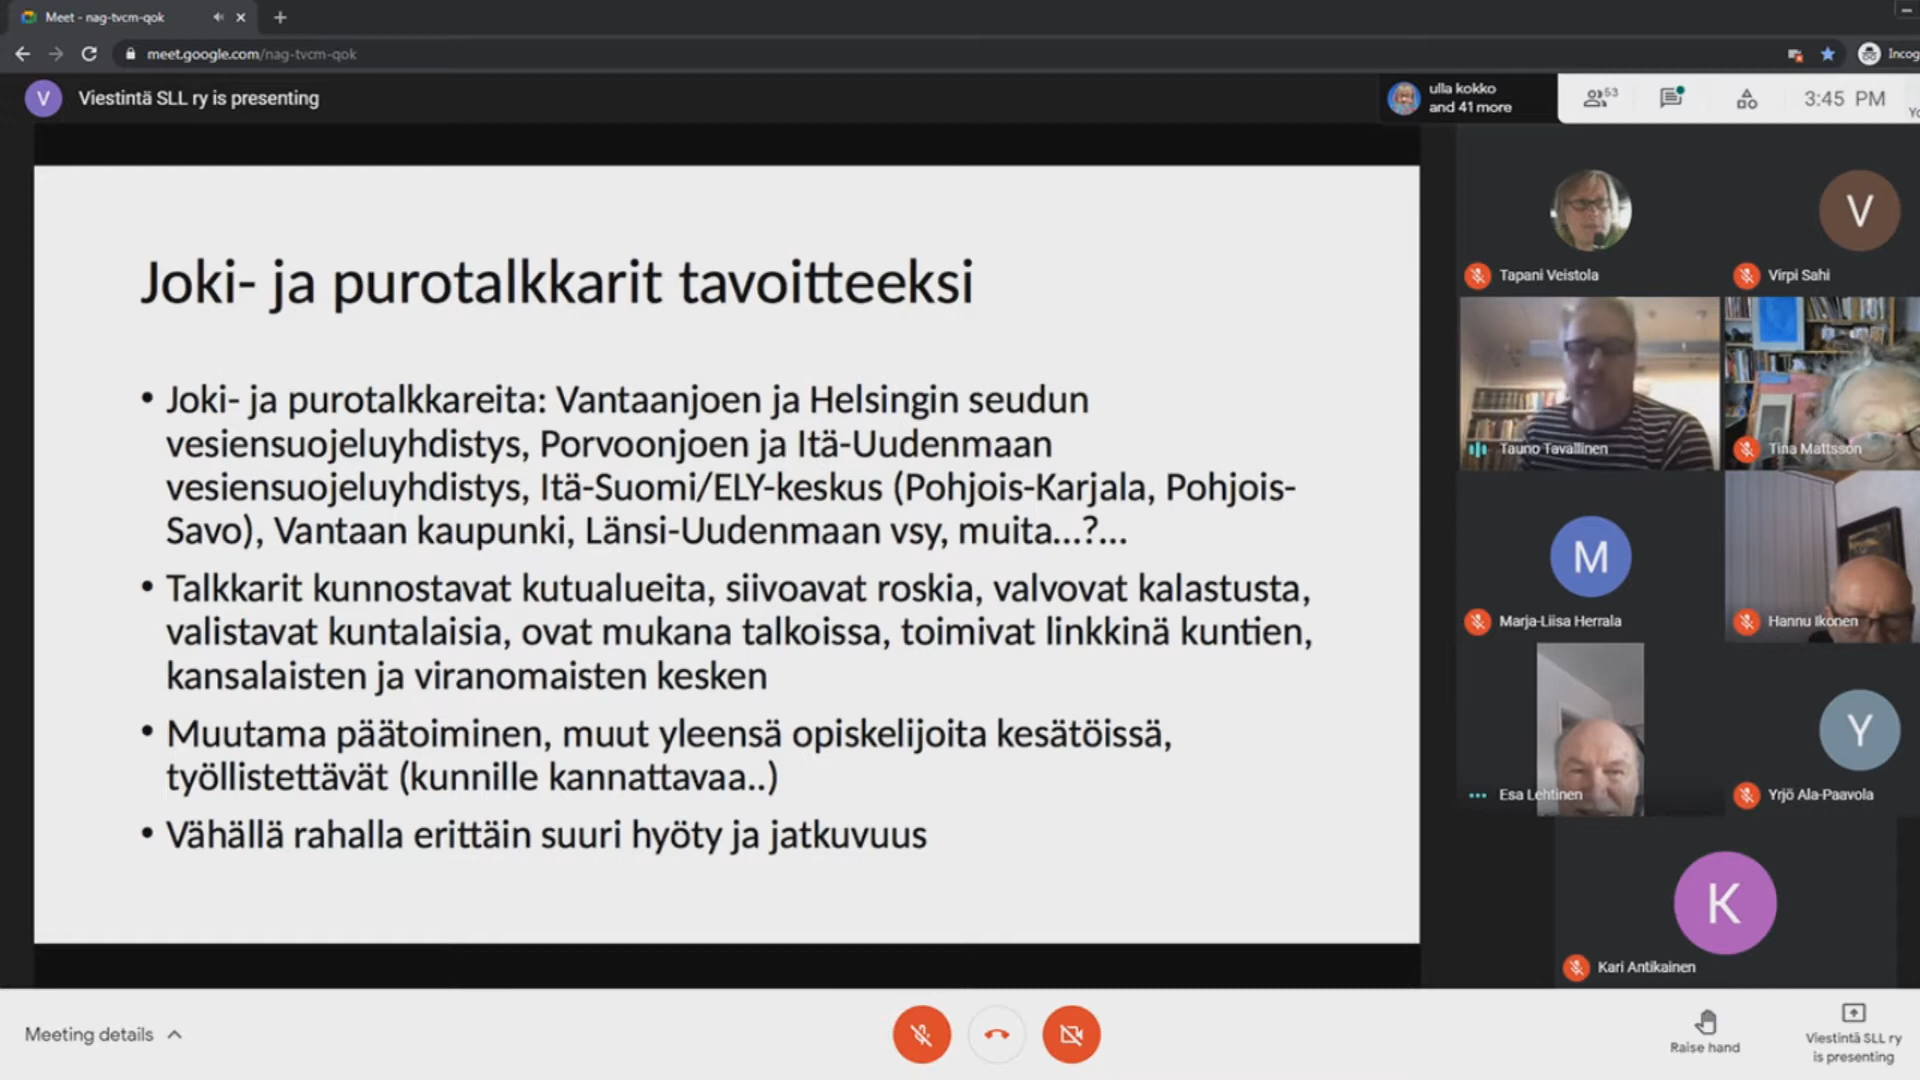 Meet - nag-tvcm-qok
meet.google.com/nag-tvcm-qok
Incog
V
Viestintä SLL ry is presenting
ulla kokko
and 41 more
53
3:45 PM
Joki- ja purotalkkarit tavoitteeksi
• Joki- ja purotalkkareita: Vantaanjoen ja Helsingin seudun
vesiensuojeluyhdistys, Porvoonjoen ja Itä-Uudenmaan
vesiensuojeluyhdistys, Itä-Suomi/ELY-keskus (Pohjois-Karjala, Pohjois-
Savo), Vantaan kaupunki, Länsi-Uudenmaan vsy, muita...?...
• Talkkarit kunnostavat kutualueita, siivoavat roskia, valvovat kalastusta,
valistavat kuntalaisia, ovat mukana talkoissa, toimivat linkkinä kuntien,
kansalaisten ja viranomaisten kesken
• Muutama päätoiminen, muut yleensä opiskelijoita kesätöissä,
työllistettävät (kunnille kannattavaa..)
• Vähällä rahalla erittäin suuri hyöty ja jatkuvuus
V
Tapani Veistola
Virpi Sahi
Tauno Tavallinen
Tina Mattsson
M
Marja-Liisa Herrala
Hannu Ikonen
Y
Esa Lehtinen
Yrjö Ala-Paavola
K
Kari Antikainen
Meeting details
Raise hand
Viestintä SLL ry
is presenting